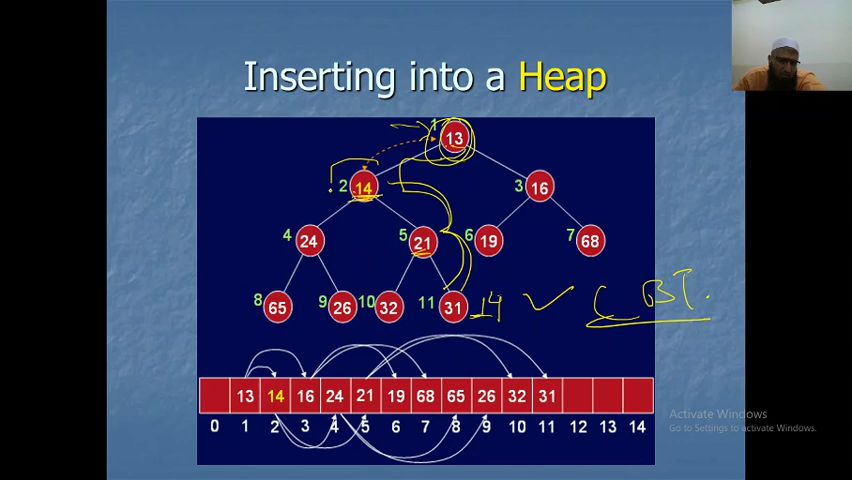 Inserting into a Heap
1 13
2 14
3 16
4 24
5 21
6 19
7 68
8 65
9 26
10 32
11 31
14
CBT.
13 14 16 24 21 19 68 65 26 32 31
0 1 2 3 4 5 6 7 8 9 10 11 12 13 14
Activate Windows
Go to Settings to activate Windows.